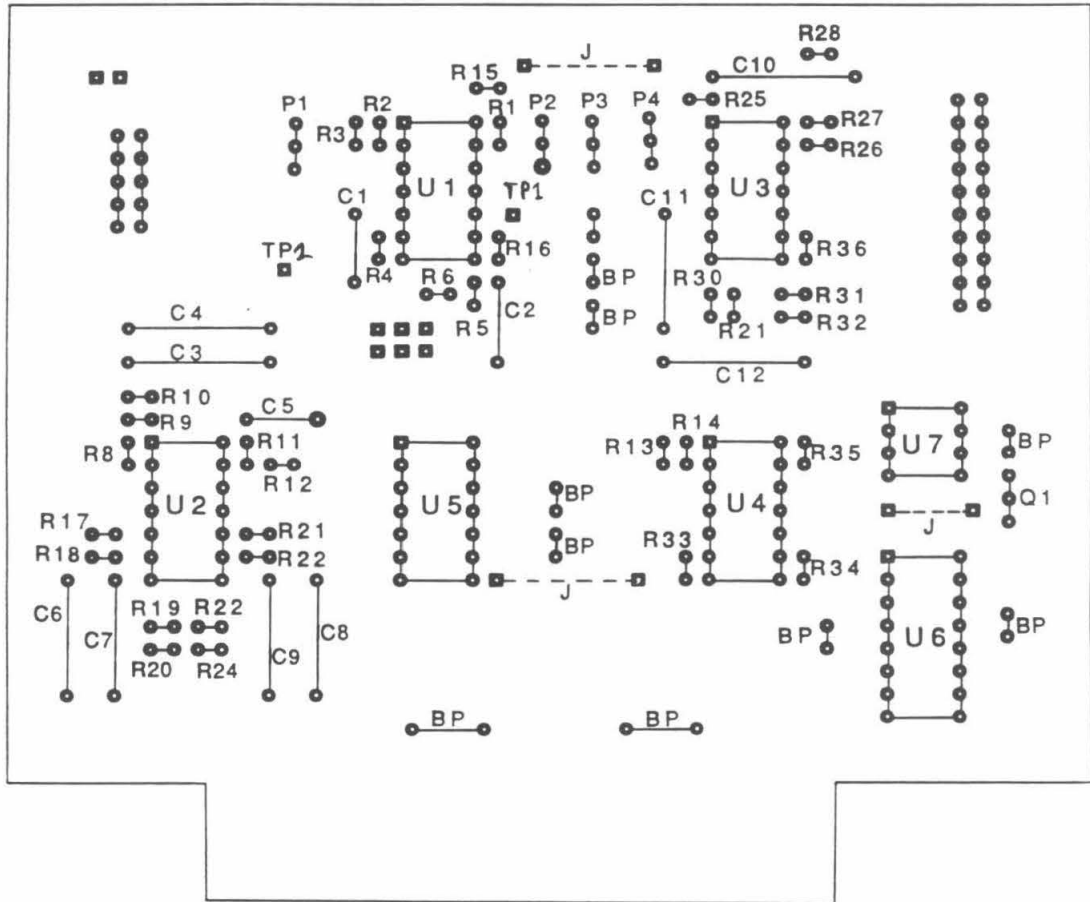 R28
J
C10
R15
R25
P1
R2
R1
P2
P3
P4
R3
R27
R26
U1
U3
C1
TP1
C11
R16
R36
TP2
R4
R6
BP
R30
R31
C2
BP
R21
R32
R5
C4
C3
C12
R10
C5
R9
R14
R8
R11
R13
R35
U7
BP
R12
U2
U5
BP
U4
Q1
R17
R21
J
R18
R22
BP
R33
R34
J
C6
R19
R22
C8
C7
BP
U6
BP
R20
R24
C9
BP
BP